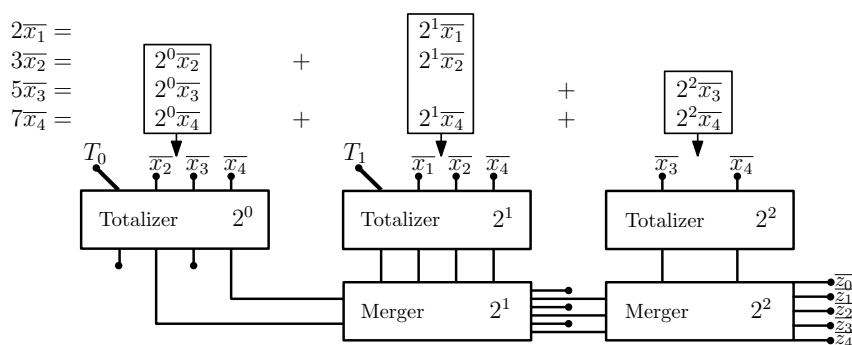 2x̅₁ = 2¹x̅₁
3x̅₂ = 2⁰x̅₂ + 2¹x̅₂
5x̅₃ = 2⁰x̅₃ + 2²x̅₃
7x̅₄ = 2⁰x̅₄ + 2¹x̅₄ + 2²x̅₄
T₀ x̅₂ x̅₃ x̅₄ T₁ x̅₁ x̅₂ x̅₄ x̅₃ x̅₄
Totalizer 2⁰ Totalizer 2¹ Totalizer 2²
Merger 2¹ Merger 2²
z̅₀
z̅₁
z̅₂
z̅₃
z̅₄